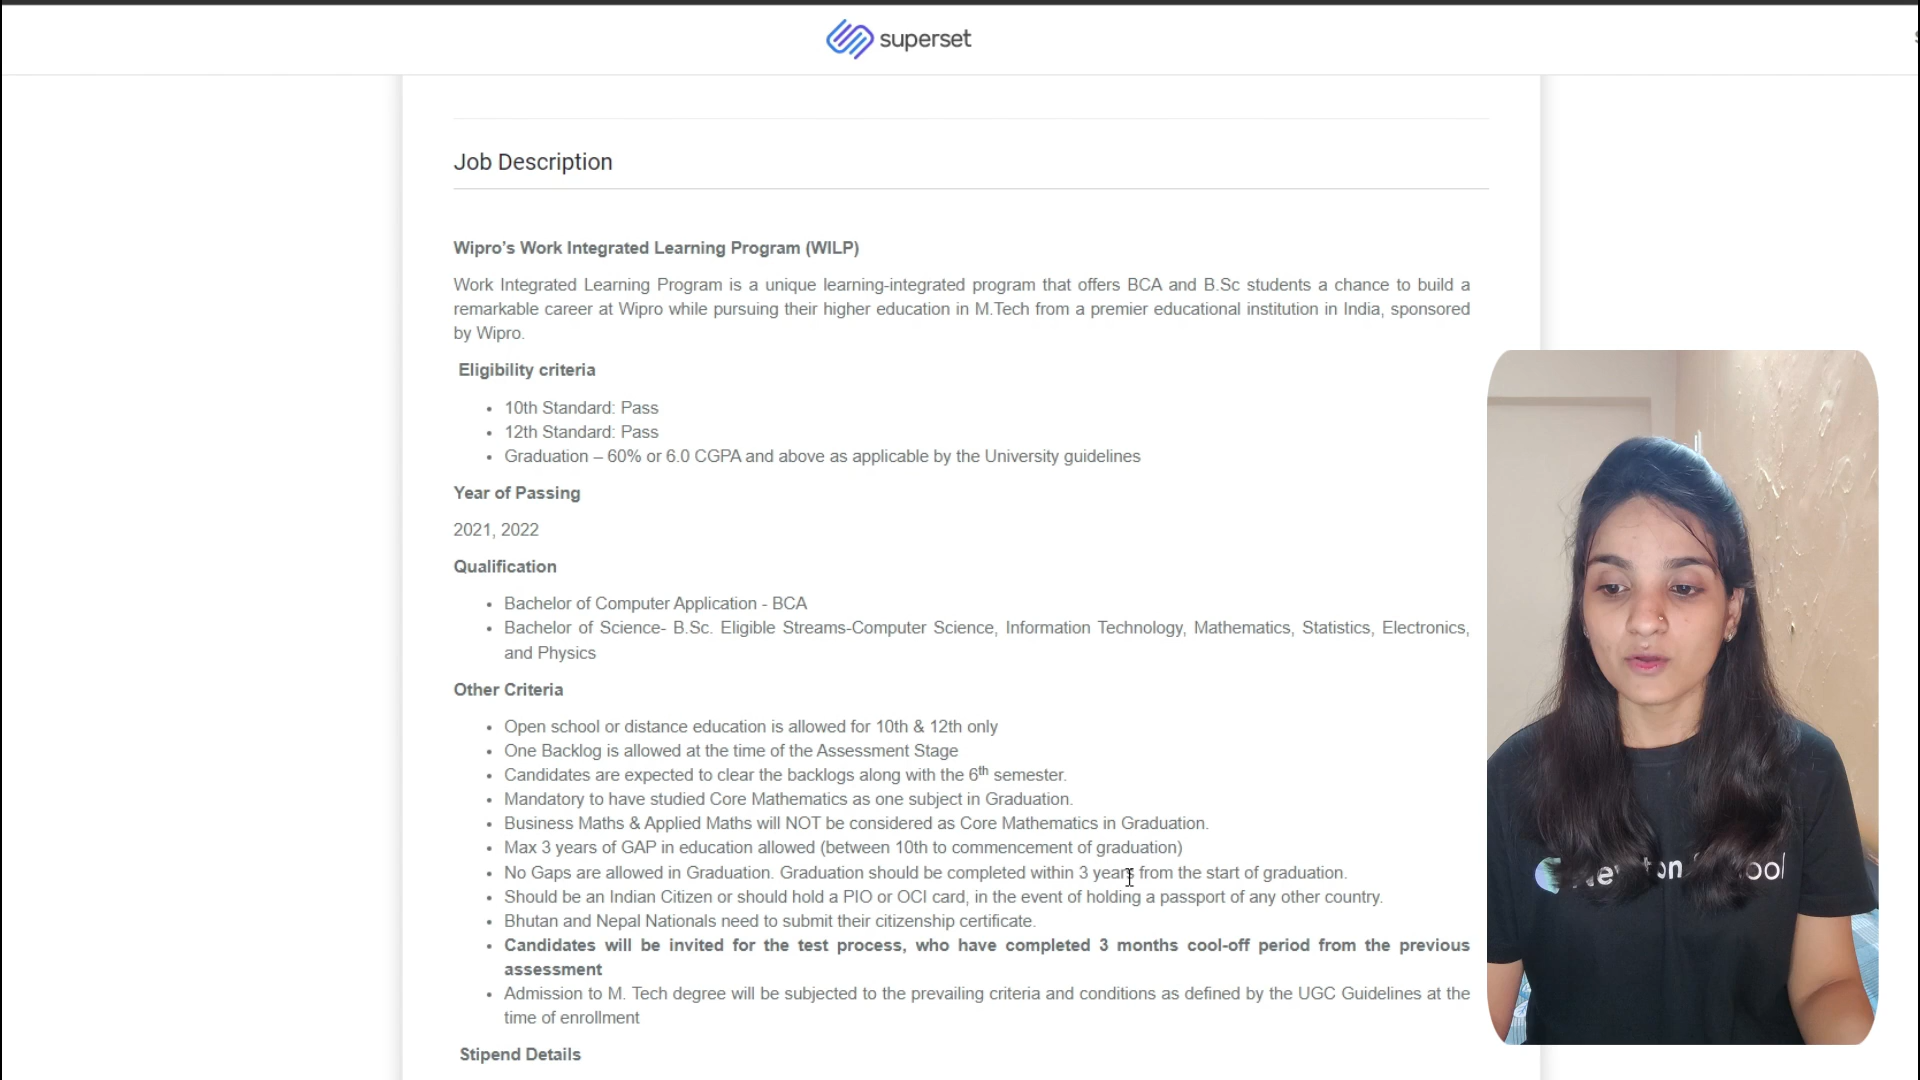 superset
Job Description
Wipro’s Work Integrated Learning Program (WILP)
Work Integrated Learning Program is a unique learning-integrated program that offers BCA and B.Sc students a chance to build a
remarkable career at Wipro while pursuing their higher education in M.Tech from a premier educational institution in India, sponsored
by Wipro.
Eligibility criteria
• 10th Standard: Pass
• 12th Standard: Pass
• Graduation – 60% or 6.0 CGPA and above as applicable by the University guidelines
Year of Passing
2021, 2022
Qualification
• Bachelor of Computer Application - BCA
• Bachelor of Science- B.Sc. Eligible Streams-Computer Science, Information Technology, Mathematics, Statistics, Electronics,
and Physics
Other Criteria
• Open school or distance education is allowed for 10th & 12th only
• One Backlog is allowed at the time of the Assessment Stage
• Candidates are expected to clear the backlogs along with the 6th semester.
• Mandatory to have studied Core Mathematics as one subject in Graduation.
• Business Maths & Applied Maths will NOT be considered as Core Mathematics in Graduation.
• Max 3 years of GAP in education allowed (between 10th to commencement of graduation)
• No Gaps are allowed in Graduation. Graduation should be completed within 3 years from the start of graduation.
• Should be an Indian Citizen or should hold a PIO or OCI card, in the event of holding a passport of any other country.
• Bhutan and Nepal Nationals need to submit their citizenship certificate.
• Candidates will be invited for the test process, who have completed 3 months cool-off period from the previous
assessment
• Admission to M. Tech degree will be subjected to the prevailing criteria and conditions as defined by the UGC Guidelines at the
time of enrollment
Stipend Details